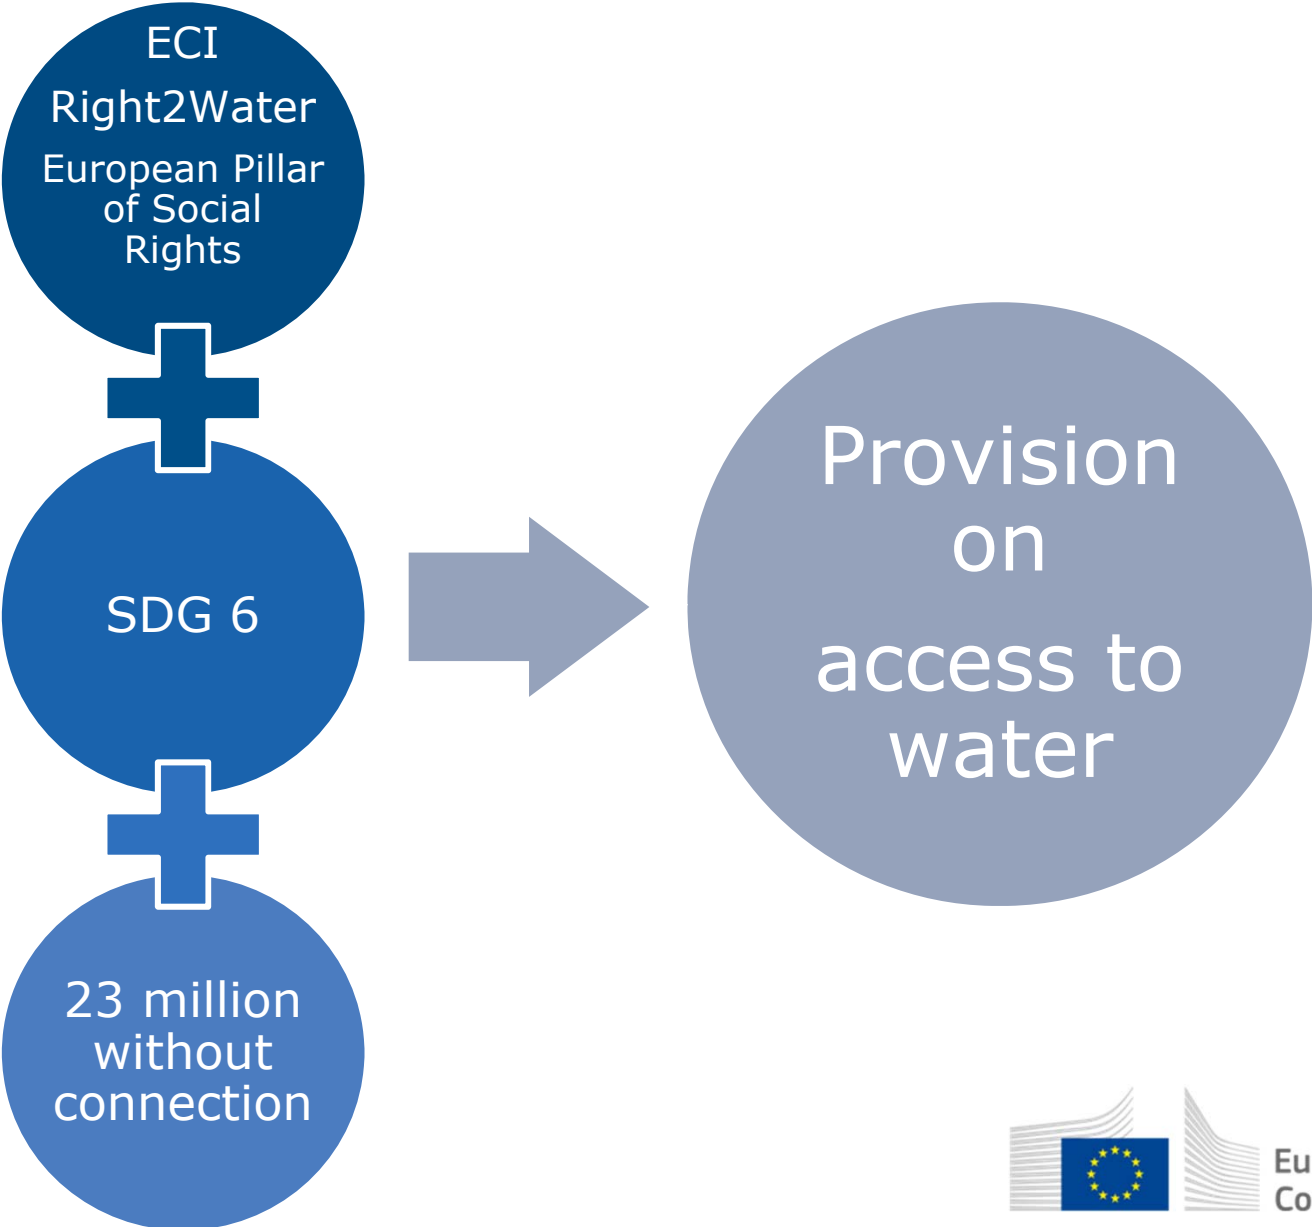 ECI
Right2Water
European Pillar
of Social
Rights
SDG 6
23 million
without
connection
Provision
on
access to
water